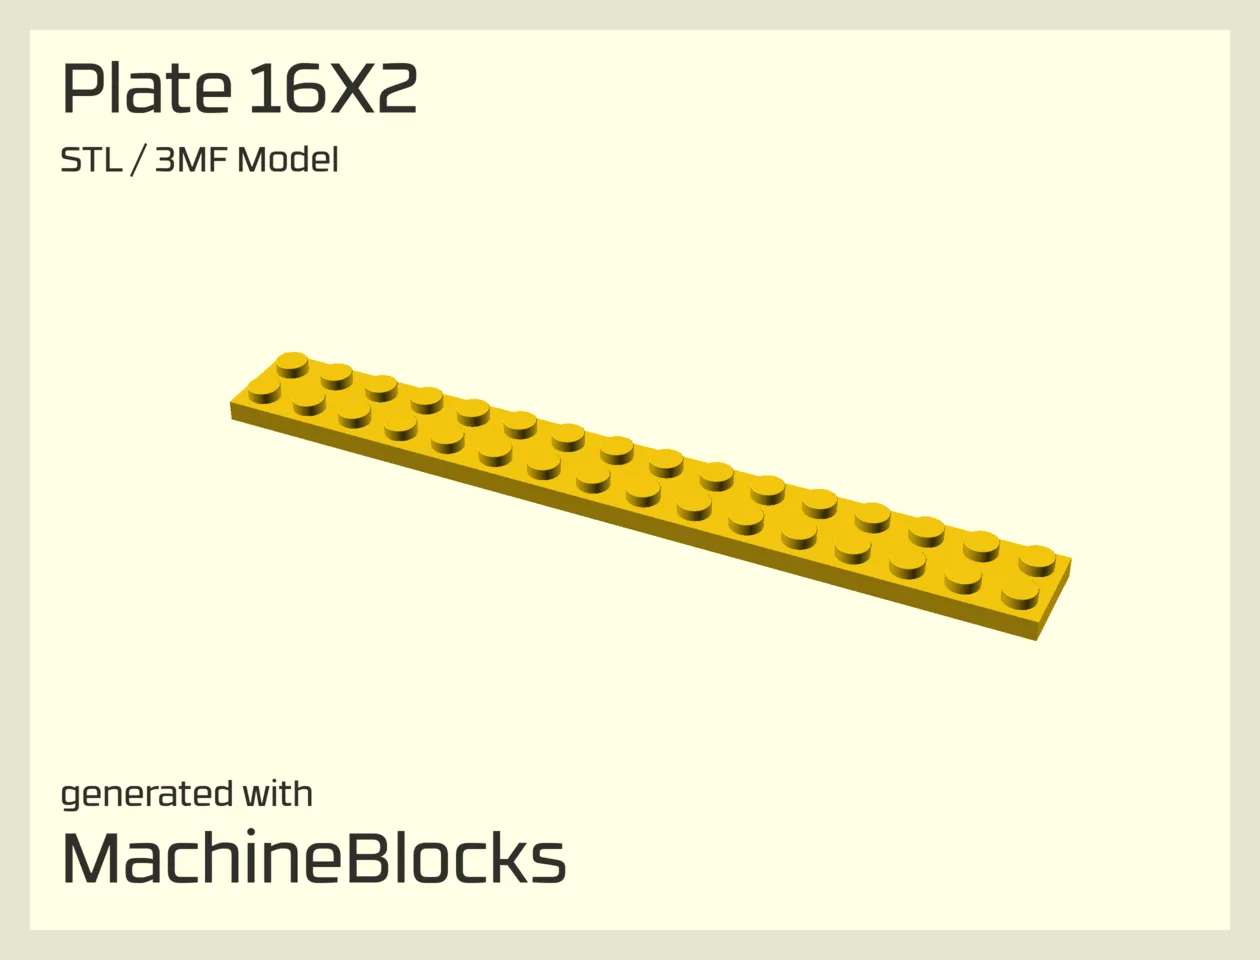 Plate 16X2
STL / 3MF Model
generated with
MachineBlocks